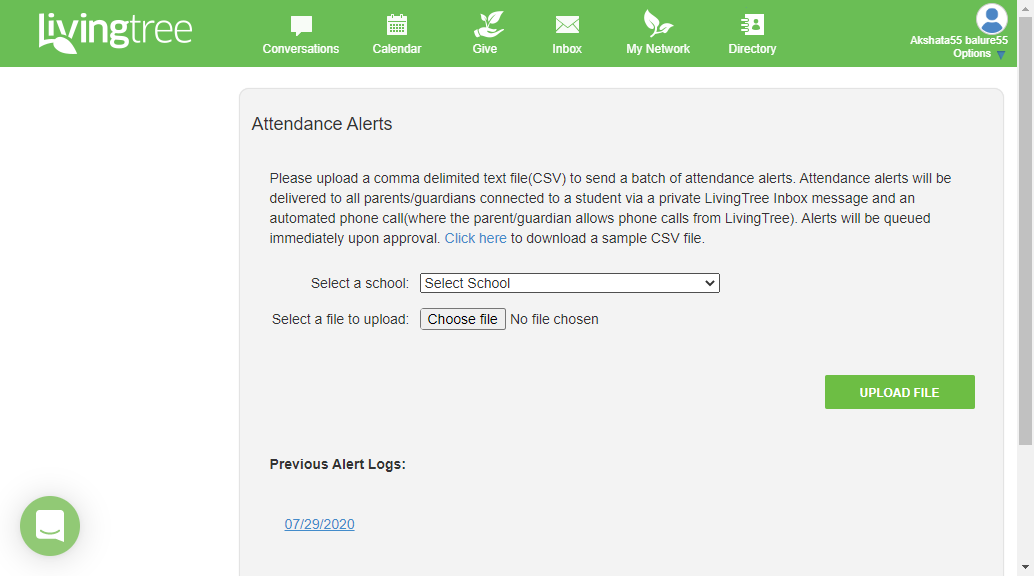 livingtree
Conversations
Calendar
Give
Inbox
My Network
Directory
Akshata55 balure55
Options
Attendance Alerts
Please upload a comma delimited text file(CSV) to send a batch of attendance alerts. Attendance alerts will be
delivered to all parents/guardians connected to a student via a private LivingTree Inbox message and an
automated phone call(where the parent/guardian allows phone calls from LivingTree). Alerts will be queued
immediately upon approval. Click here to download a sample CSV file.
Select a school: Select School
Select a file to upload: Choose file No file chosen
UPLOAD FILE
Previous Alert Logs:
07/29/2020